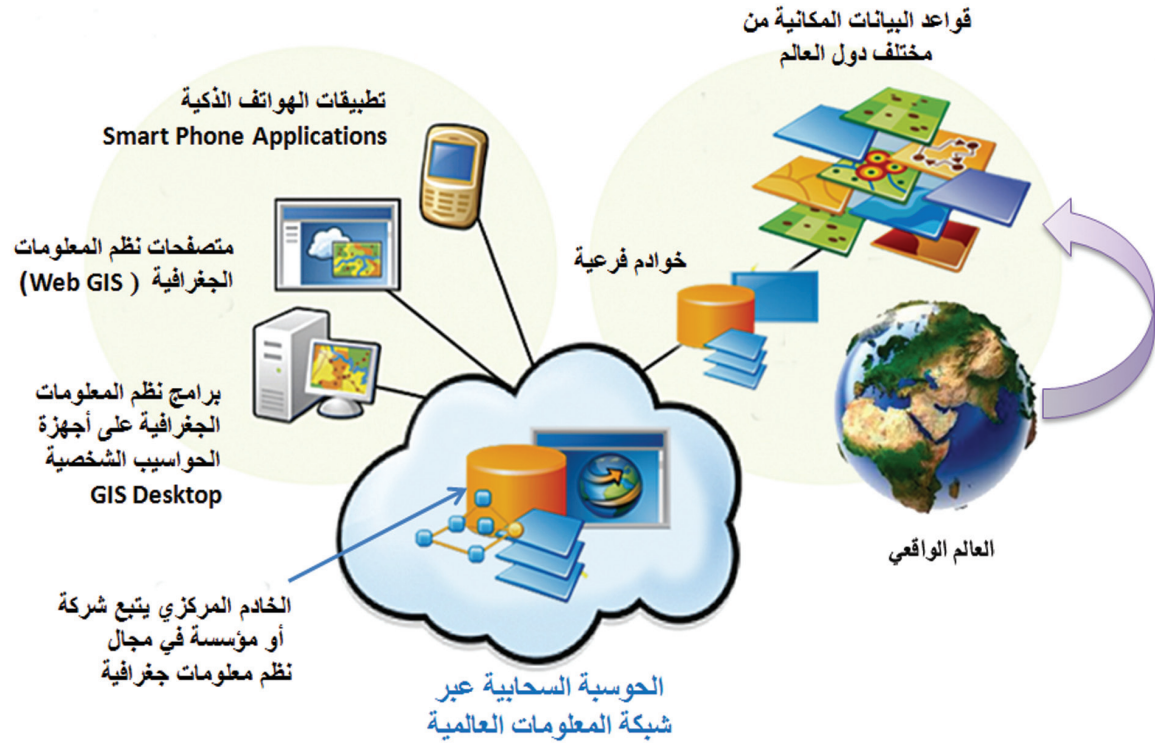 قواعد البيانات المكانية من
مختلف دول العالم
تطبيقات الهواتف الذكية
Smart Phone Applications
متصفحات نظم المعلومات
الجغرافية ( Web GIS)
خوادم فرعية
برامج نظم المعلومات
الجغرافية على أجهزة
الحواسيب الشخصية
GIS Desktop
العالم الواقعي
الخادم المركزي يتبع شركة
أو مؤسسة في مجال
نظم معلومات جغرافية
الحوسبة السحابية عبر
شبكة المعلومات العالمية